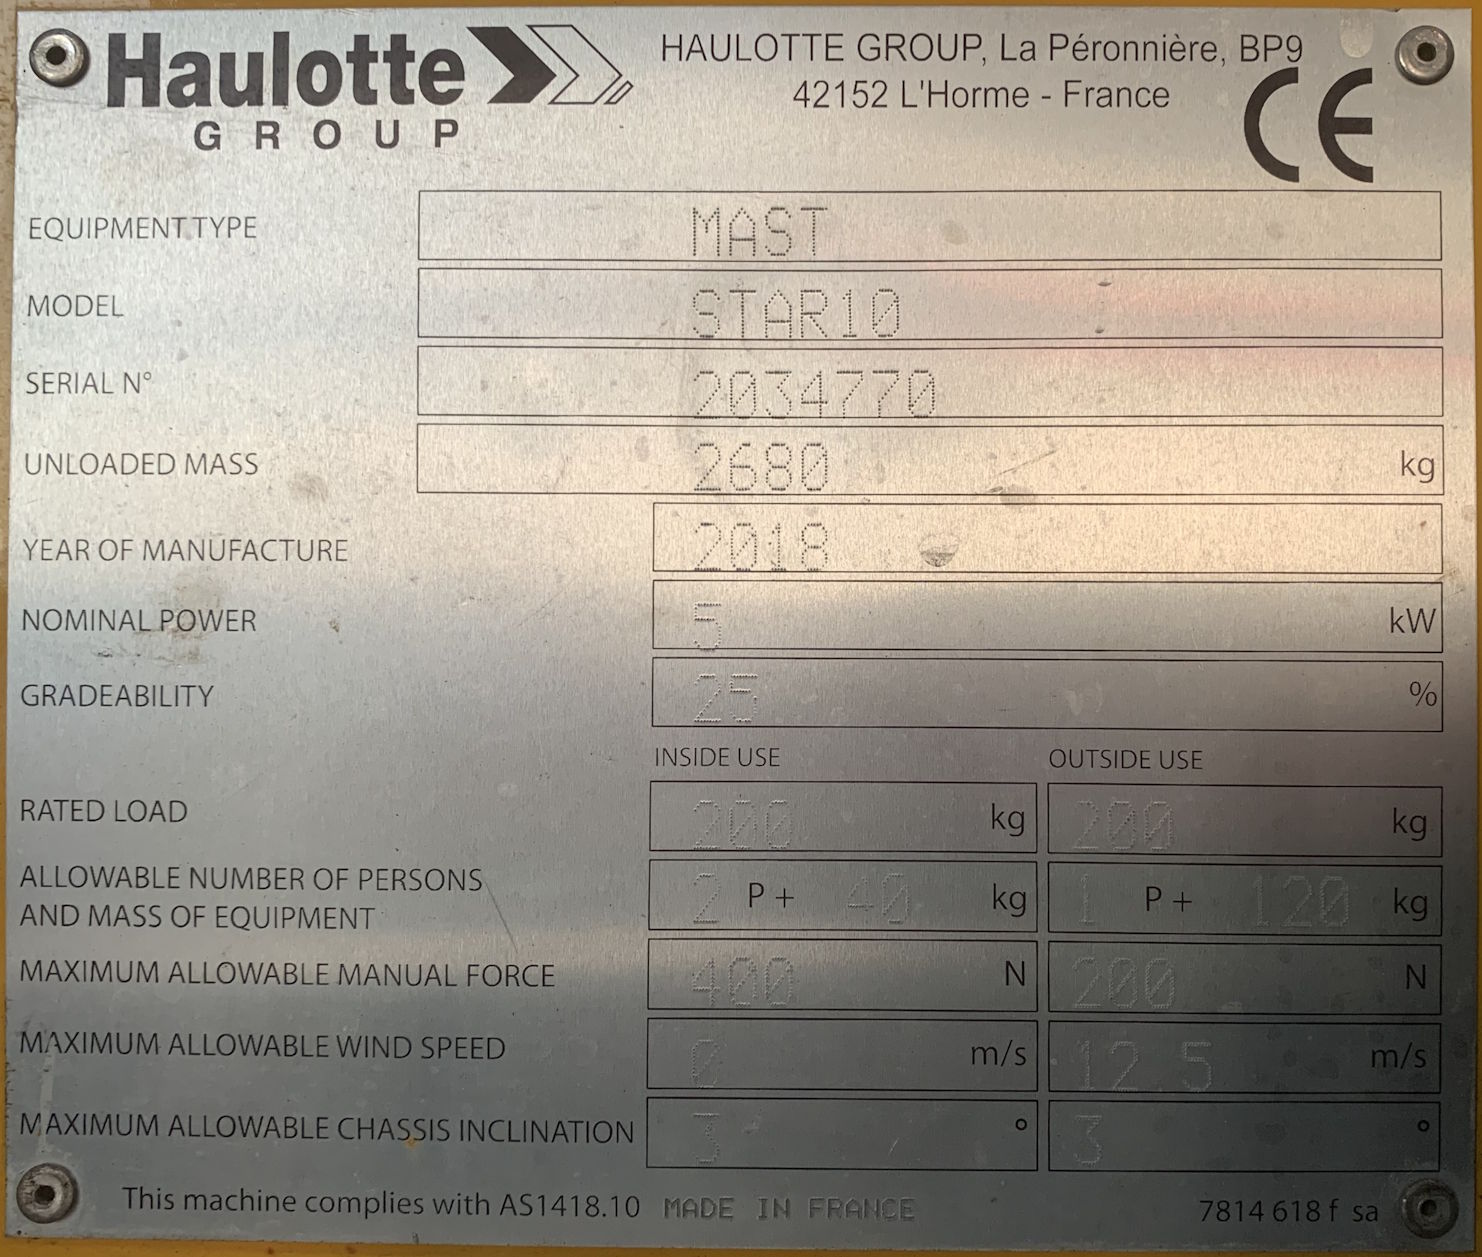 Haulotte
GROUP
HAULOTTE GROUP, La Péronnière, BP9
42152 L'Horme - France
CE
EQUIPMENT TYPE MAST
MODEL STAR10
SERIAL N° 2034770
UNLOADED MASS 2680 kg
YEAR OF MANUFACTURE 2018
NOMINAL POWER 5 kW
GRADEABILITY 25 %
INSIDE USE OUTSIDE USE
RATED LOAD 200 kg 200 kg
ALLOWABLE NUMBER OF PERSONS
AND MASS OF EQUIPMENT 2 P + 40 kg 1 P + 120 kg
MAXIMUM ALLOWABLE MANUAL FORCE 400 N 200 N
MAXIMUM ALLOWABLE WIND SPEED 0 m/s 12.5 m/s
MAXIMUM ALLOWABLE CHASSIS INCLINATION 3 ° 3 °
This machine complies with AS1418.10 MADE IN FRANCE 7814 618 f sa